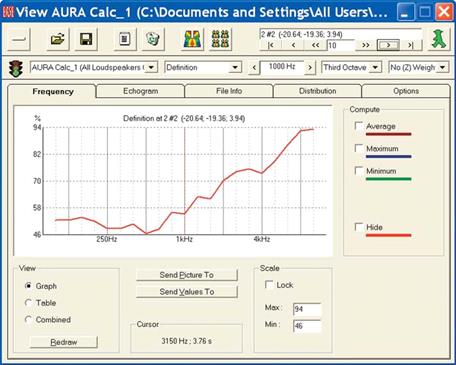 View AURA Calc_1 (C:\Documents and Settings\All Users\...
2 #2 (-20.64; -19.36; 3.94)
|< < << 10 >> > >|
AURA Calc_1 (All Loudspeakers Definition < 1000 Hz > Third Octave No (Z) Weigh
Frequency Echogram File Info Distribution Options
% Definition at 2 #2 (-20.64; -19.36; 3.94)
94
82
70
58
46
250Hz 1kHz 4kHz
Compute
Average
Maximum
Minimum
Hide
View
Graph
Table
Combined
Redraw
Send Picture To
Send Values To
Cursor
3150 Hz ; 3.76 s
Scale
Lock
Max : 94
Min : 46